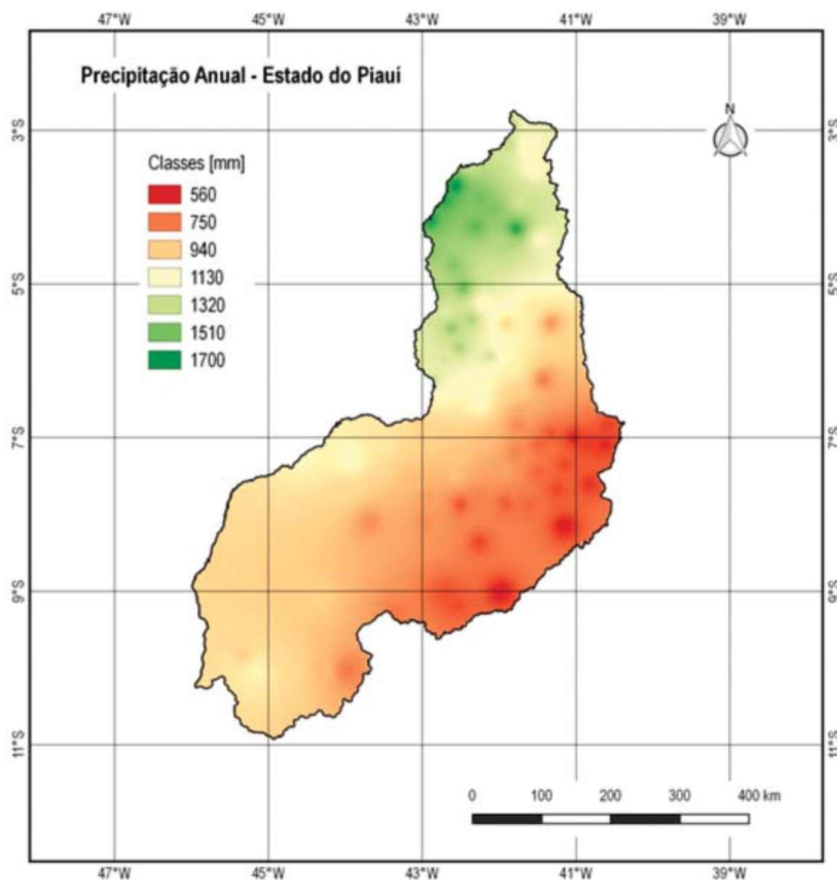 47°W 45°W 43°W 41°W 39°W
Precipitação Anual - Estado do Piauí
N
3°S 3°S
Classes [mm]
560
750
940
1130
1320
1510
1700
5°S 5°S
7°S 7°S
9°S 9°S
11°S 11°S
0 100 200 300 400 km
47°W 45°W 43°W 41°W 39°W